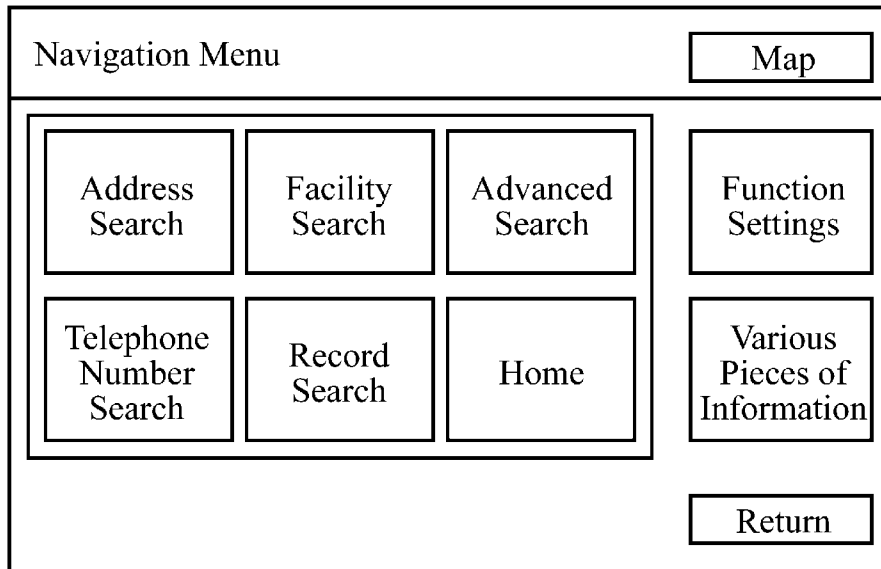 Navigation Menu
Map
Address
Search
Facility
Search
Advanced
Search
Function
Settings
Telephone
Number
Search
Record
Search
Home
Various
Pieces of
Information
Return